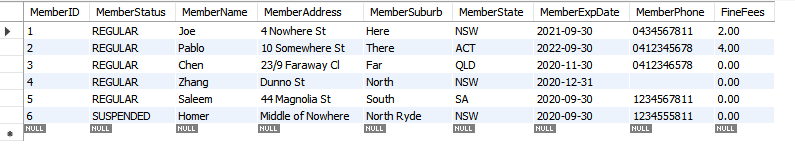 MemberID MemberStatus MemberName MemberAddress MemberSuburb MemberState MemberExpDate MemberPhone FineFees
1 REGULAR Joe 4 Nowhere St Here NSW 2021-09-30 0434567811 2.00
2 REGULAR Pablo 10 Somewhere St There ACT 2022-09-30 0412345678 4.00
3 REGULAR Chen 23/9 Faraway Cl Far QLD 2020-11-30 0412346578 0.00
4 REGULAR Zhang Dunno St North NSW 2020-12-31 0.00
5 REGULAR Saleem 44 Magnolia St South SA 2020-09-30 1234567811 0.00
6 SUSPENDED Homer Middle of Nowhere North Ryde NSW 2020-09-30 1234555811 0.00
NULL NULL NULL NULL NULL NULL NULL NULL NULL